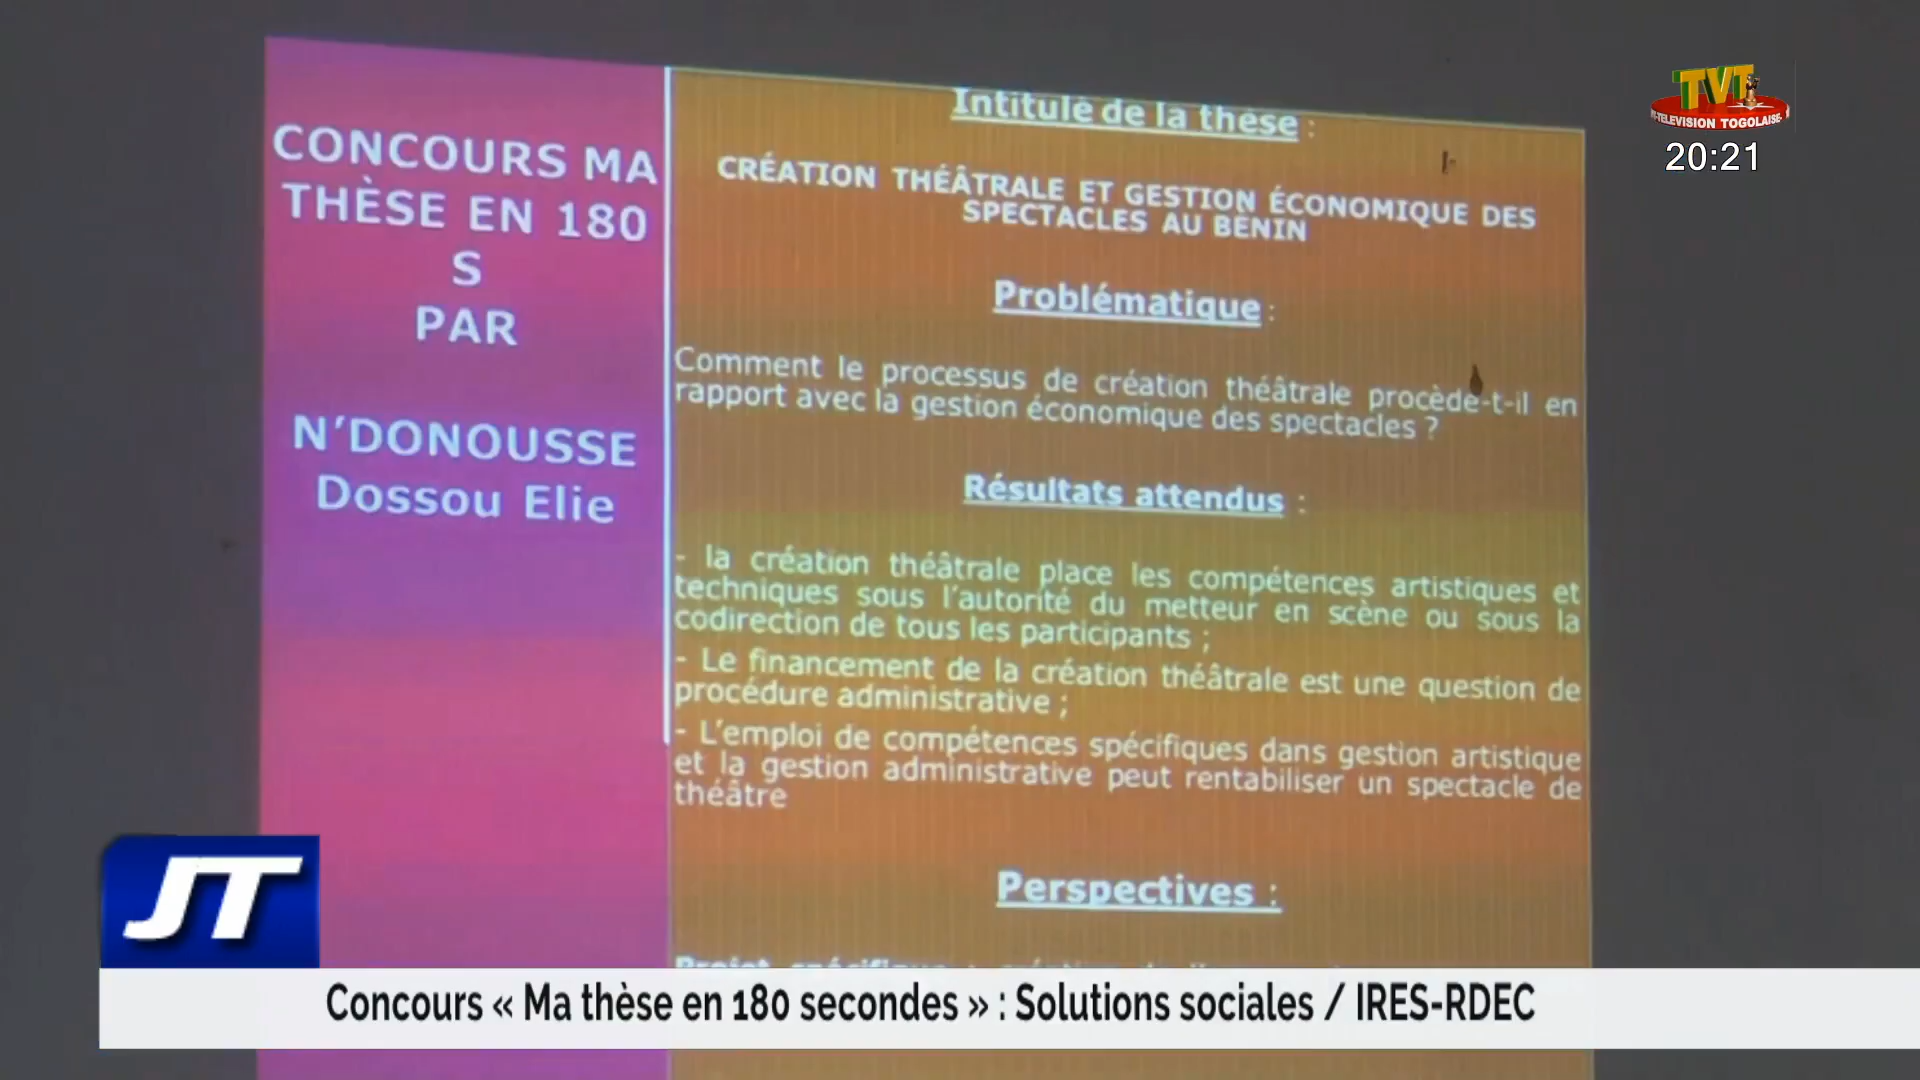 CONCOURS MA
THÈSE EN 180
S
PAR
N'DONOUSSE
Dossou Elie
Intitulé de la thèse :
CRÉATION THÉÂTRALE ET GESTION ÉCONOMIQUE DES
SPECTACLES AU BÉNIN
Problématique :
Comment le processus de création théâtrale procède-t-il en
rapport avec la gestion économique des spectacles ?
Résultats attendus :
- la création théâtrale place les compétences artistiques et
techniques sous l'autorité du metteur en scène ou sous la
codirection de tous les participants ;
- Le financement de la création théâtrale est une question de
procédure administrative ;
- L'emploi de compétences spécifiques dans gestion artistique
et la gestion administrative peut rentabiliser un spectacle de
théâtre
Perspectives :
TVT
TELEVISION TOGOLAISE
20:21
JT
Concours « Ma thèse en 180 secondes » : Solutions sociales / IRES-RDEC